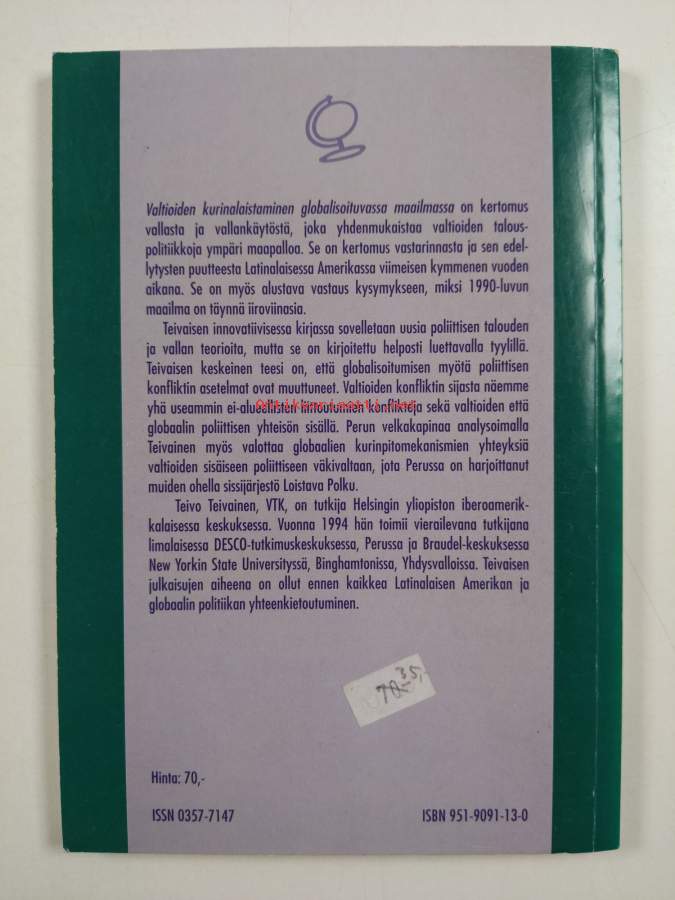 Valtioiden kurinalaistaminen globalisoituvassa maailmassa on kertomus
vallasta ja vallankäytöstä, joka yhdenmukaistaa valtioiden talous-
politiikkoja ympäri maapalloa. Se on kertomus vastarinnasta ja sen edel-
lytysten puutteesta Latinalaisessa Amerikassa viimeisen kymmenen vuoden
aikana. Se on myös alustava vastaus kysymykseen, miksi 1990-luvun
maailma on täynnä iiroviinasia.
Teivaisen innovatiivisessa kirjassa sovelletaan uusia poliittisen talouden
ja vallan teorioita, mutta se on kirjoitettu helposti luettavalla tyylillä.
Teivaisen keskeinen teesi on, että globalisoitumisen myötä poliittisen
konfliktin asetelmat ovat muuttuneet. Valtioiden konfliktin sijasta näemme
yhä useammin ei-alueellisten liittoutumien konflikteja sekä valtioiden että
globaalin poliittisen yhteisön sisällä. Perun velkakapinaa analysoimalla
Teivainen myös valottaa globaalien kurinpitomekanismien yhteyksiä
valtioiden sisäiseen poliittiseen väkivaltaan, jota Perussa on harjoittanut
muiden ohella sissijärjestö Loistava Polku.
Teivo Teivainen, VTK, on tutkija Helsingin yliopiston iberoamerik-
kalaisessa keskuksessa. Vuonna 1994 hän toimii vierailevana tutkijana
limalaisessa DESCO-tutkimuskeskuksessa, Perussa ja Braudel-keskuksessa
New Yorkin State Universityssä, Binghamtonissa, Yhdysvalloissa. Teivaisen
julkaisujen aiheena on ollut ennen kaikkea Latinalaisen Amerikan ja
globaalin politiikan yhteenkietoutuminen.
35,
70-
Hinta: 70,-
ISSN 0357-7147
ISBN 951-9091-13-0